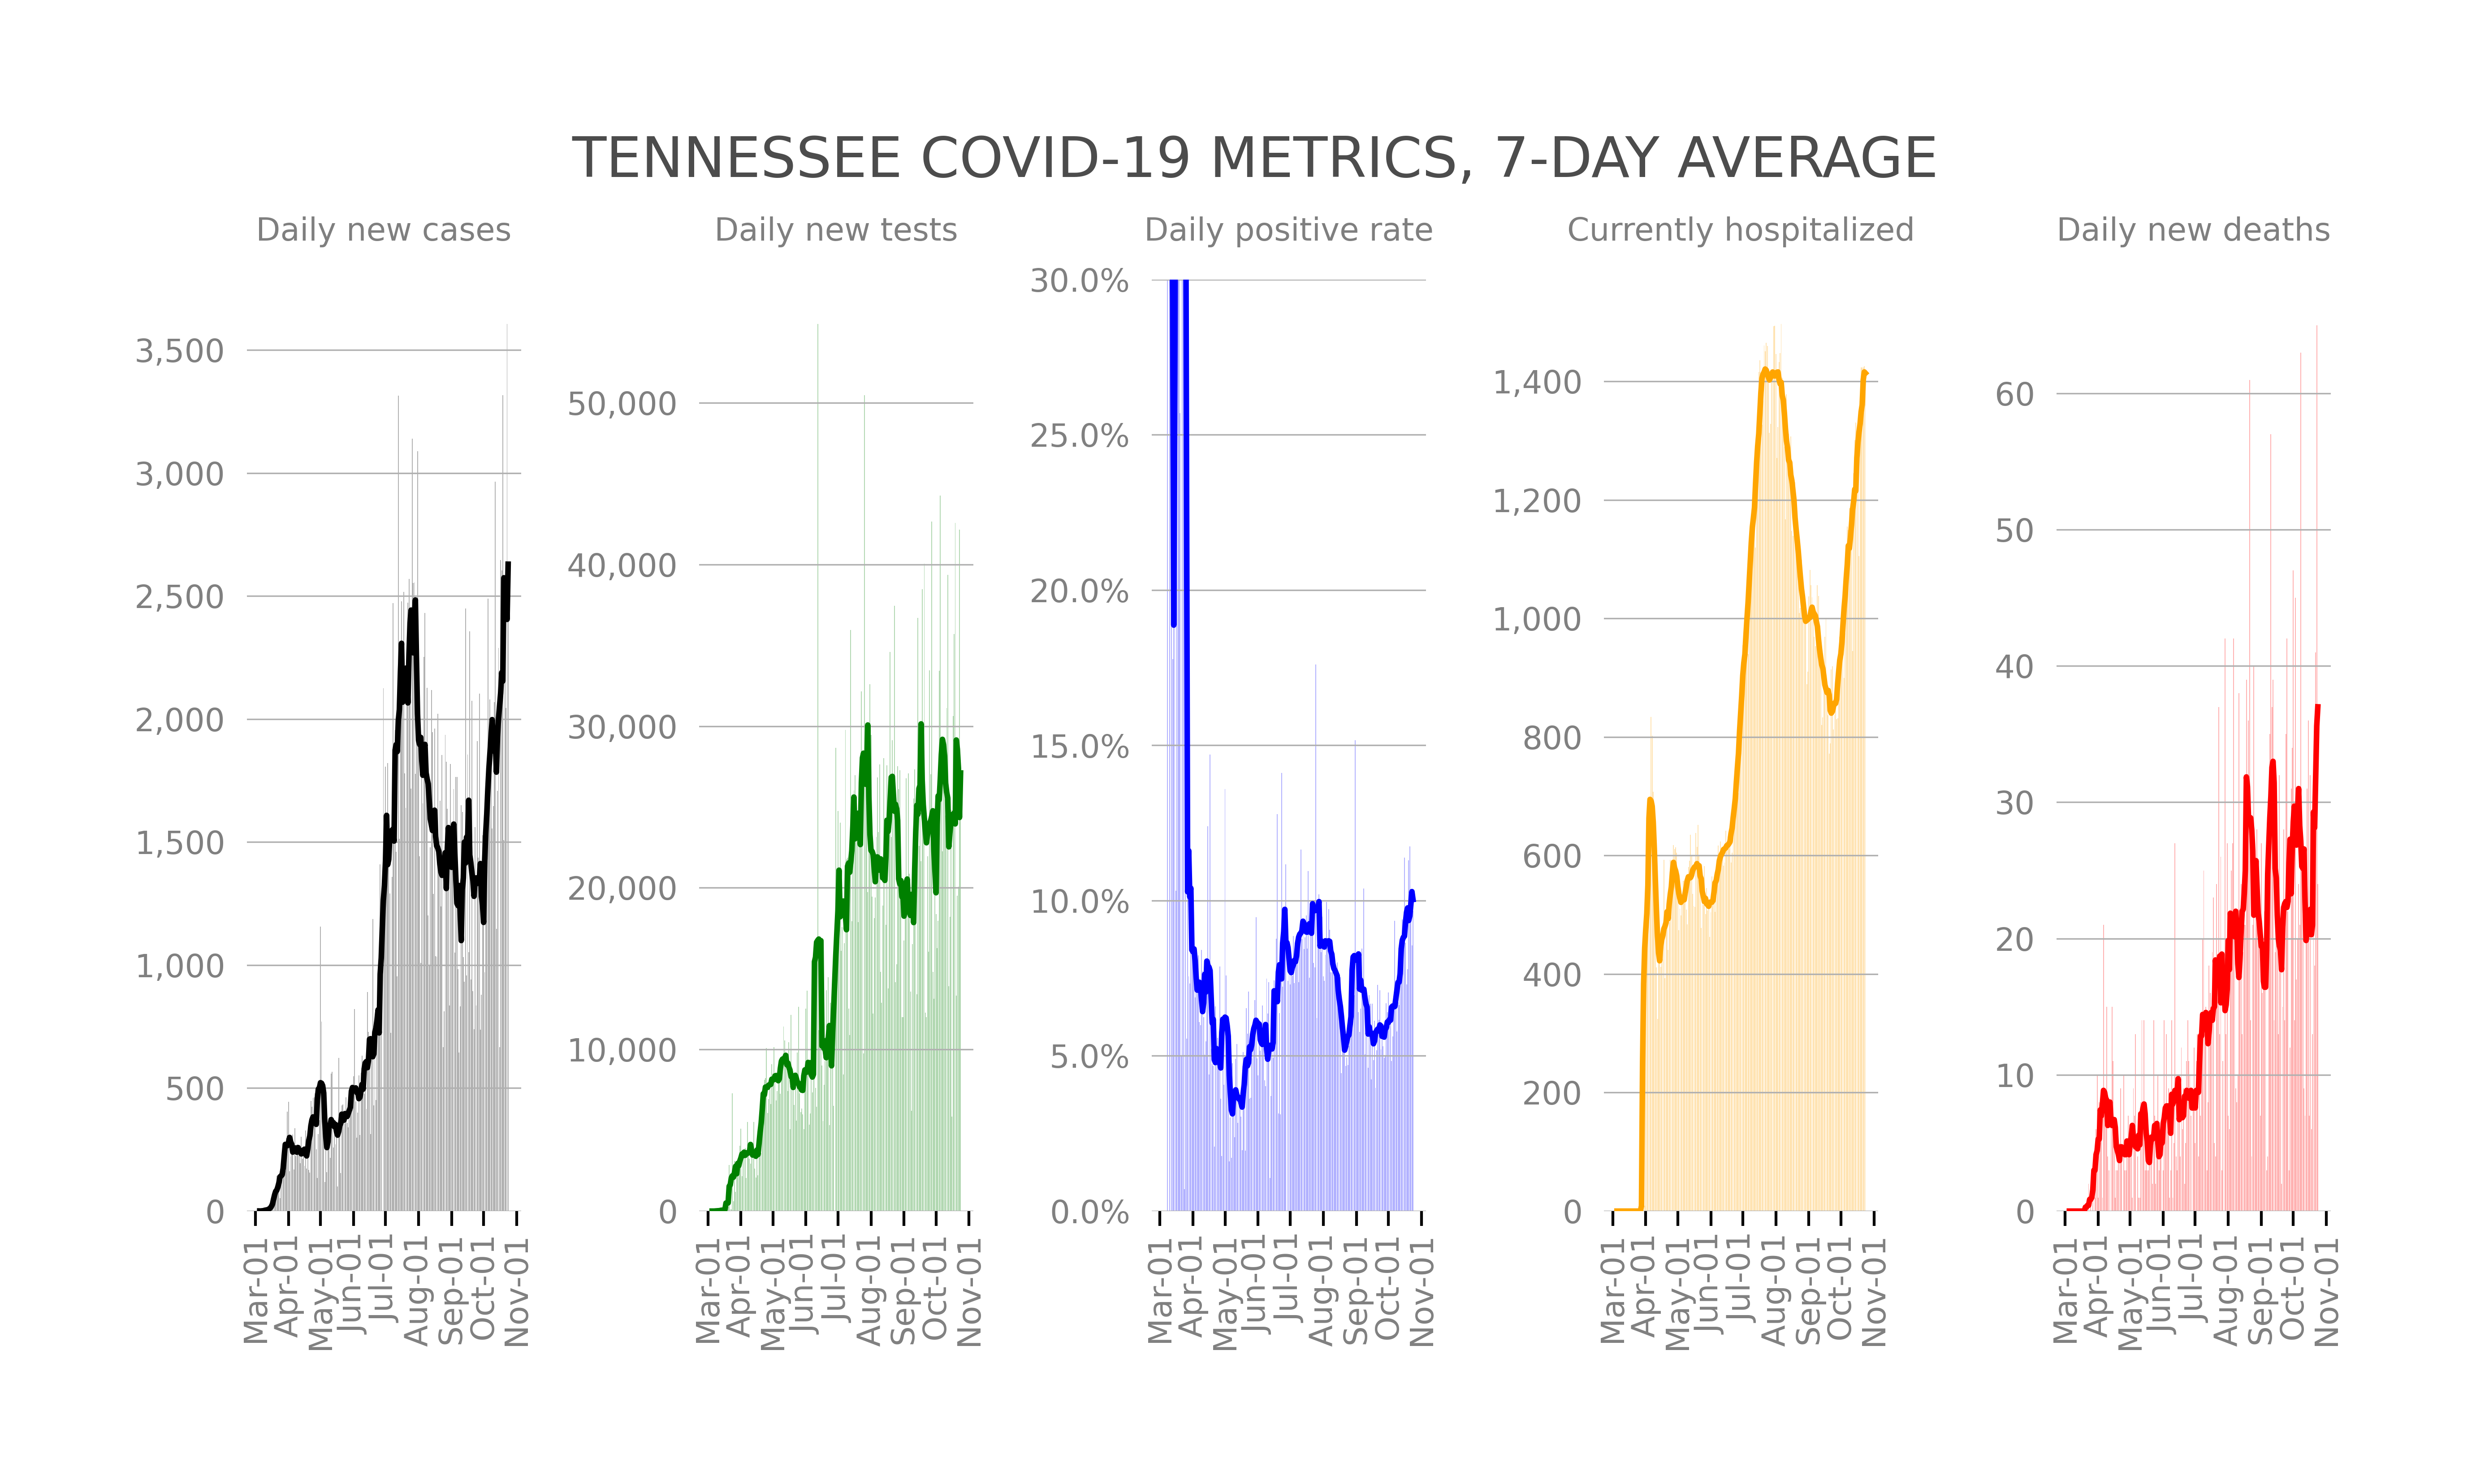 TENNESSEE COVID-19 METRICS, 7-DAY AVERAGE
Daily new cases
3,500
3,000
2,500
2,000
1,500
1,000
500
0
Mar-01
Apr-01
May-01
Jun-01
Jul-01
Aug-01
Sep-01
Oct-01
Nov-01
Daily new tests
50,000
40,000
30,000
20,000
10,000
0
Mar-01
Apr-01
May-01
Jun-01
Jul-01
Aug-01
Sep-01
Oct-01
Nov-01
Daily positive rate
30.0%
25.0%
20.0%
15.0%
10.0%
5.0%
0.0%
Mar-01
Apr-01
May-01
Jun-01
Jul-01
Aug-01
Sep-01
Oct-01
Nov-01
Currently hospitalized
1,400
1,200
1,000
800
600
400
200
0
Mar-01
Apr-01
May-01
Jun-01
Jul-01
Aug-01
Sep-01
Oct-01
Nov-01
Daily new deaths
60
50
40
30
20
10
0
Mar-01
Apr-01
May-01
Jun-01
Jul-01
Aug-01
Sep-01
Oct-01
Nov-01